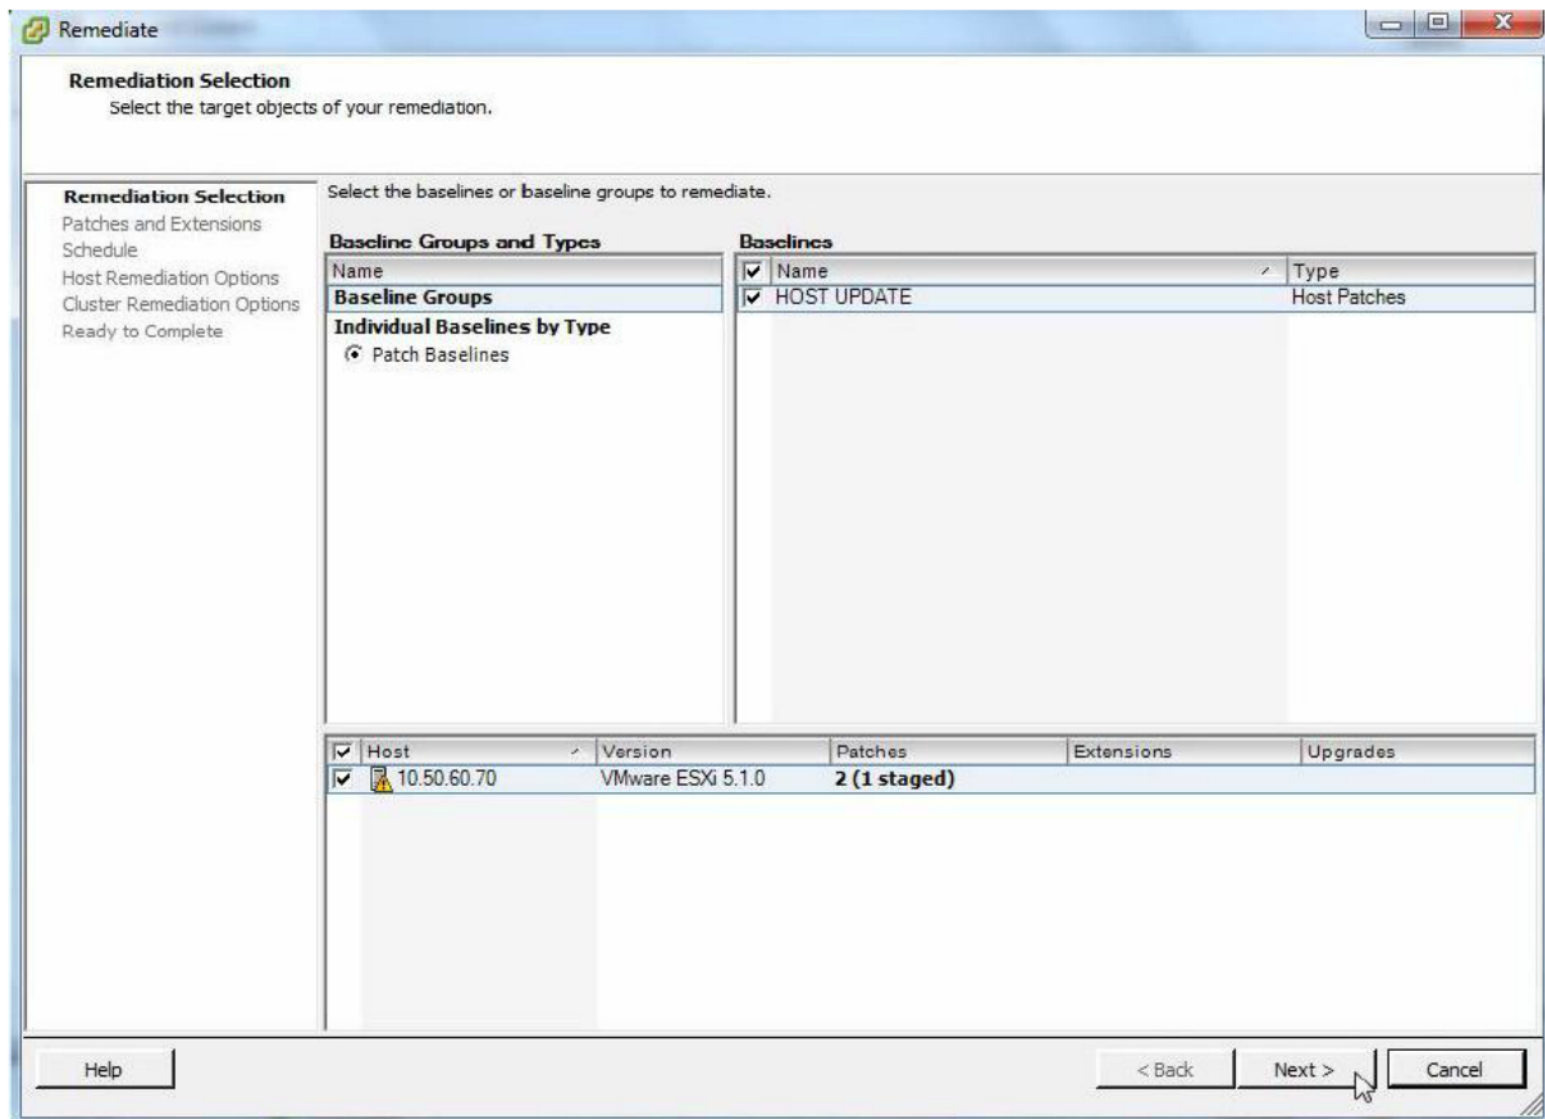 Remediate
Remediation Selection
Select the target objects of your remediation.
Remediation Selection
Patches and Extensions
Schedule
Host Remediation Options
Cluster Remediation Options
Ready to Complete
Select the baselines or baseline groups to remediate.
Baseline Groups and Types
Name
Baseline Groups
Individual Baselines by Type
Patch Baselines
Baselines
Name Type
HOST UPDATE Host Patches
Host Version Patches Extensions Upgrades
10.50.60.70 VMware ESXi 5.1.0 2 (1 staged)
Help < Back Next > Cancel